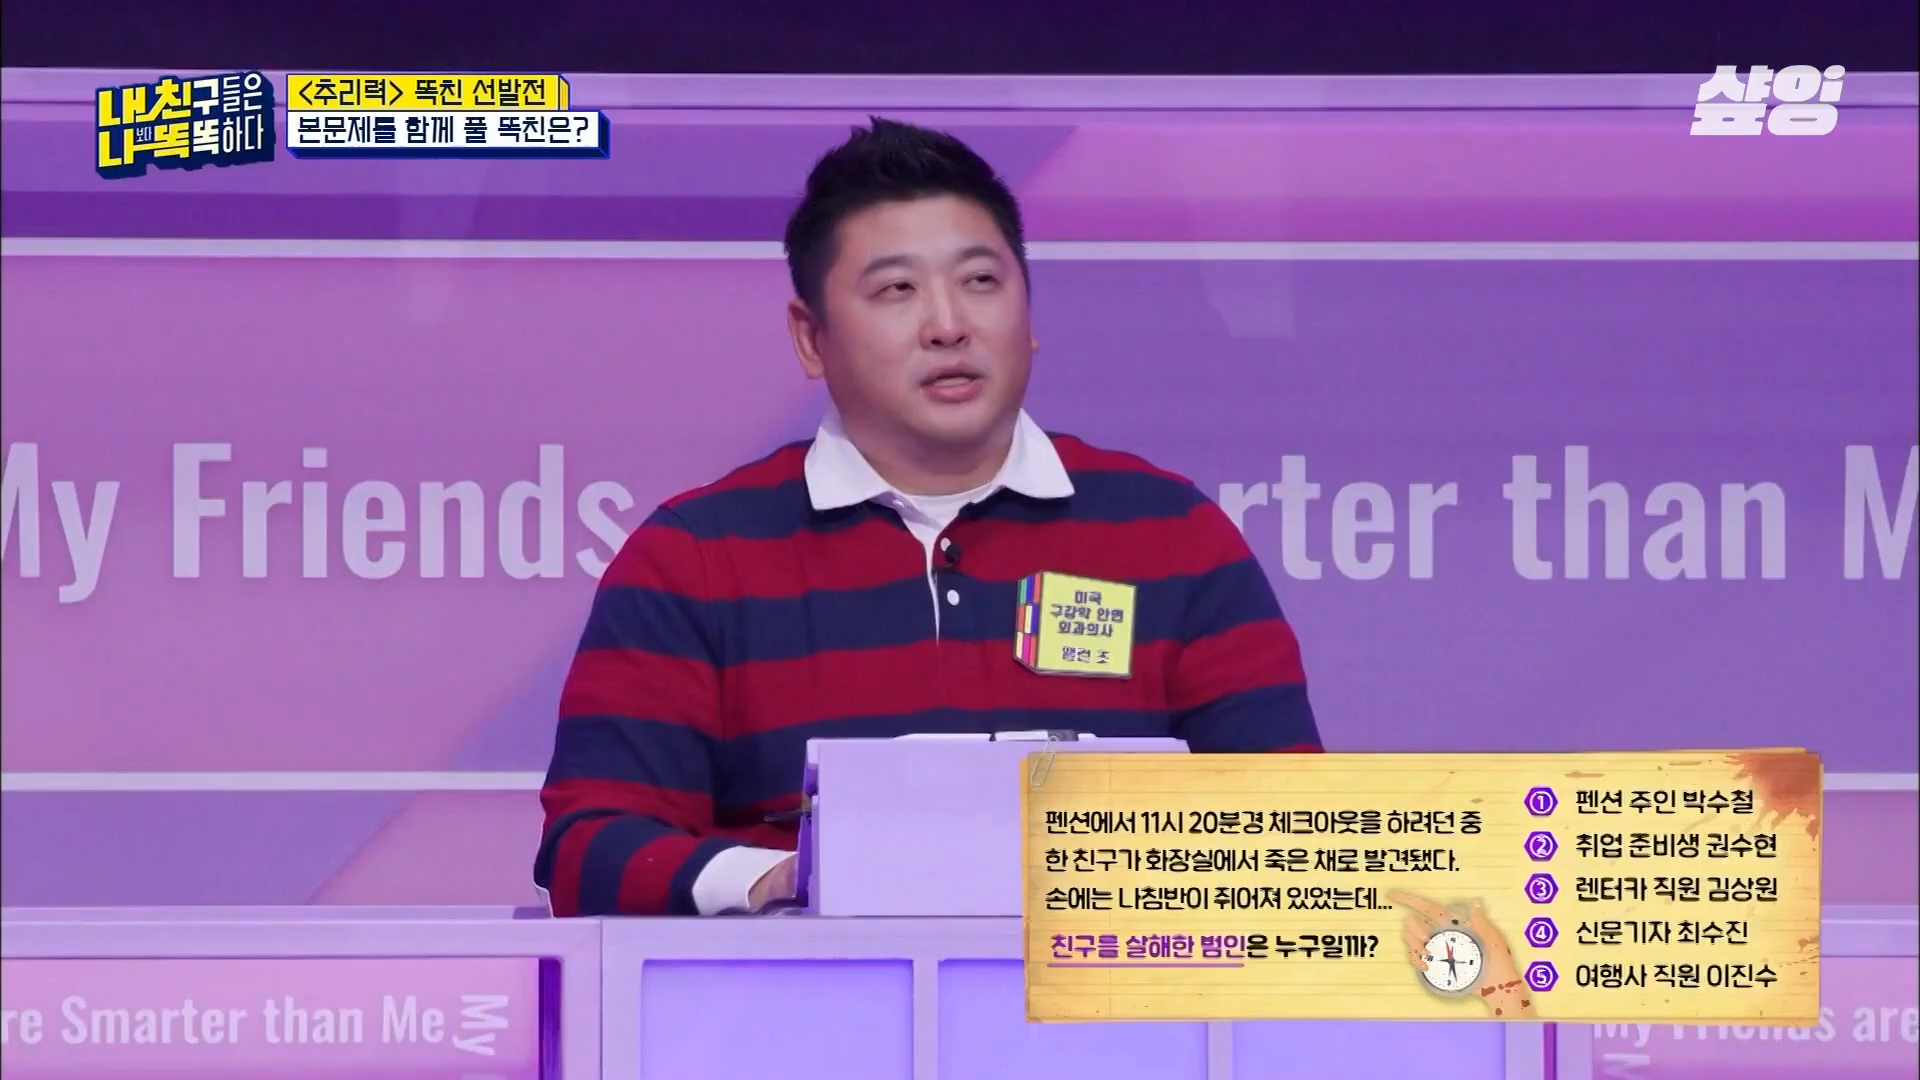 내 친구들은
나보다 똑똑하다
<추리력> 똑친 선발전
본문제를 함께 풀 똑친은?
샾잉
My Friends
rter than M
미국
구강악 안면
외과의사
앨런 조
펜션에서 11시 20분경 체크아웃을 하려던 중
한 친구가 화장실에서 죽은 채로 발견됐다.
손에는 나침반이 쥐어져 있었는데...
친구를 살해한 범인은 누구일까?
① 펜션 주인 박수철
② 취업 준비생 권수현
③ 렌터카 직원 김상원
④ 신문기자 최수진
⑤ 여행사 직원 이진수
re Smarter than Me
My
My Friends are